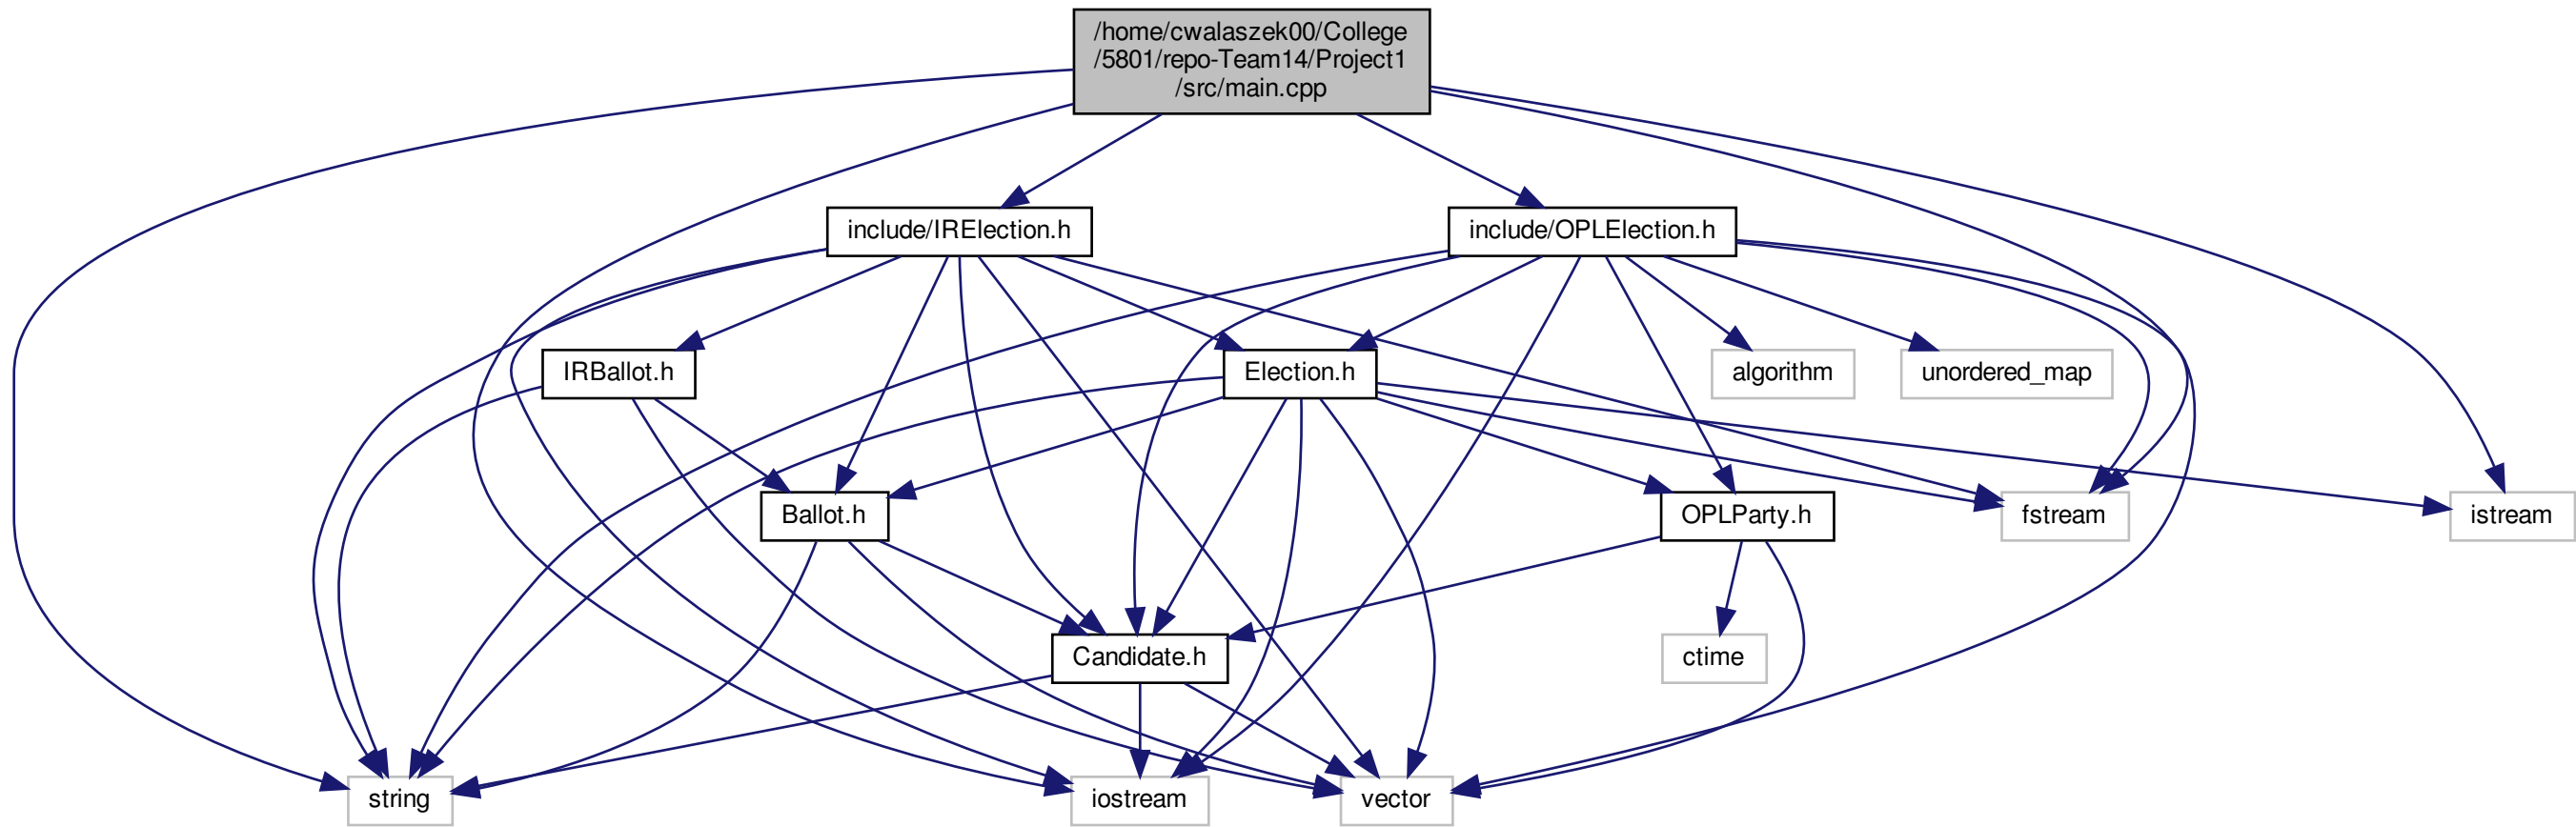 /home/cwalaszek00/College
/5801/repo-Team14/Project1
/src/main.cpp
include/IRElection.h
include/OPLElection.h
IRBallot.h
Election.h
algorithm
unordered_map
Ballot.h
OPLParty.h
fstream
istream
Candidate.h
ctime
string
iostream
vector